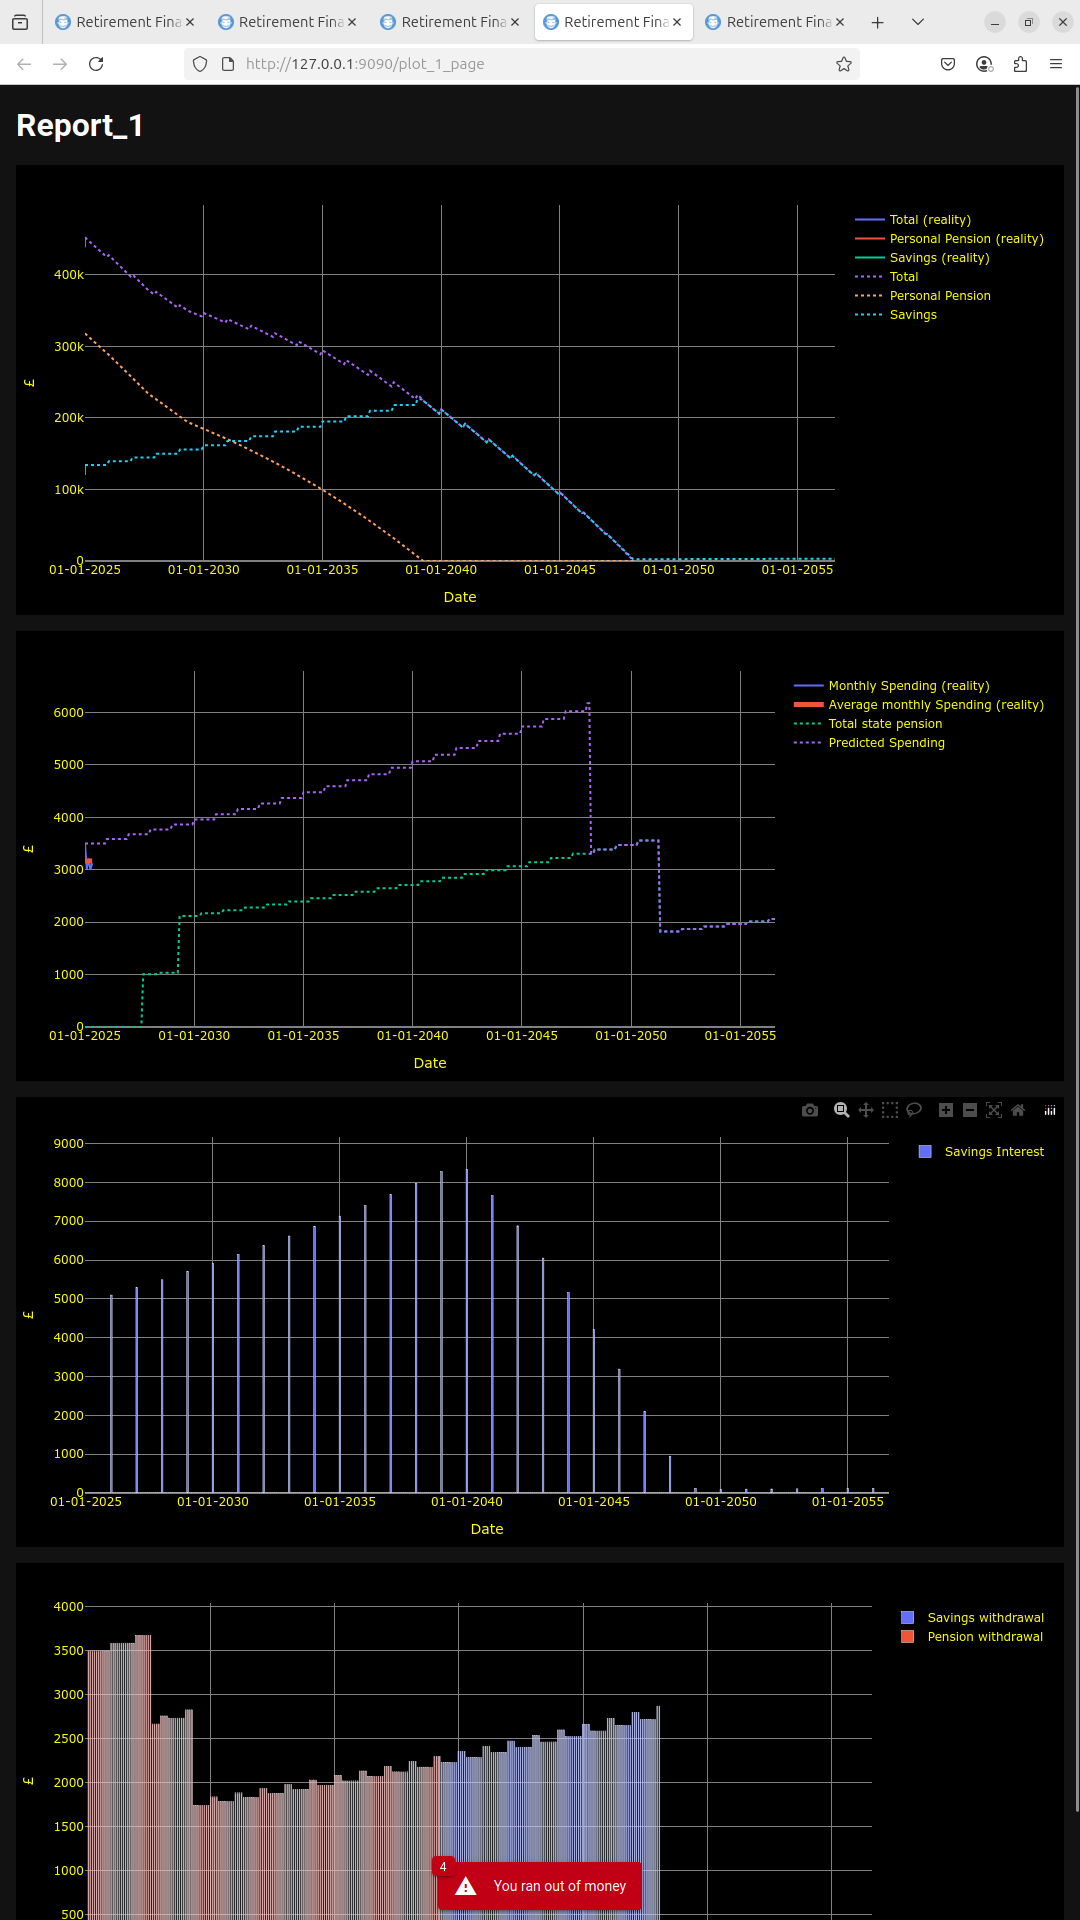 Retirement Fina Retirement Fina Retirement Fina Retirement Fina Retirement Fina
http://127.0.0.1:9090/plot_1_page
Report_1
Total (reality)
Personal Pension (reality)
Savings (reality)
Total
Personal Pension
Savings
400k
300k
200k
100k
0
£
01-01-2025 01-01-2030 01-01-2035 01-01-2040 01-01-2045 01-01-2050 01-01-2055
Date
Monthly Spending (reality)
Average monthly Spending (reality)
Total state pension
Predicted Spending
6000
5000
4000
3000
2000
1000
0
£
01-01-2025 01-01-2030 01-01-2035 01-01-2040 01-01-2045 01-01-2050 01-01-2055
Date
Savings Interest
9000
8000
7000
6000
5000
4000
3000
2000
1000
0
£
01-01-2025 01-01-2030 01-01-2035 01-01-2040 01-01-2045 01-01-2050 01-01-2055
Date
Savings withdrawal
Pension withdrawal
4000
3500
3000
2500
2000
1500
1000
500
£
4
You ran out of money